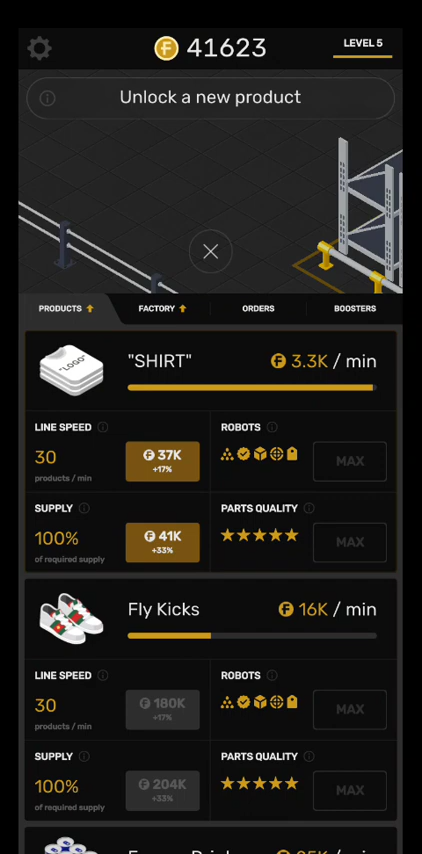 41623
LEVEL 5
Unlock a new product
PRODUCTS
FACTORY
ORDERS
BOOSTERS
"LOGO"
"SHIRT"
3.3K / min
LINE SPEED
30
products / min
37K
+17%
ROBOTS
MAX
SUPPLY
100%
of required supply
41K
+33%
PARTS QUALITY
MAX
Fly Kicks
16K / min
LINE SPEED
30
products / min
180K
+17%
ROBOTS
MAX
SUPPLY
100%
of required supply
204K
+33%
PARTS QUALITY
MAX